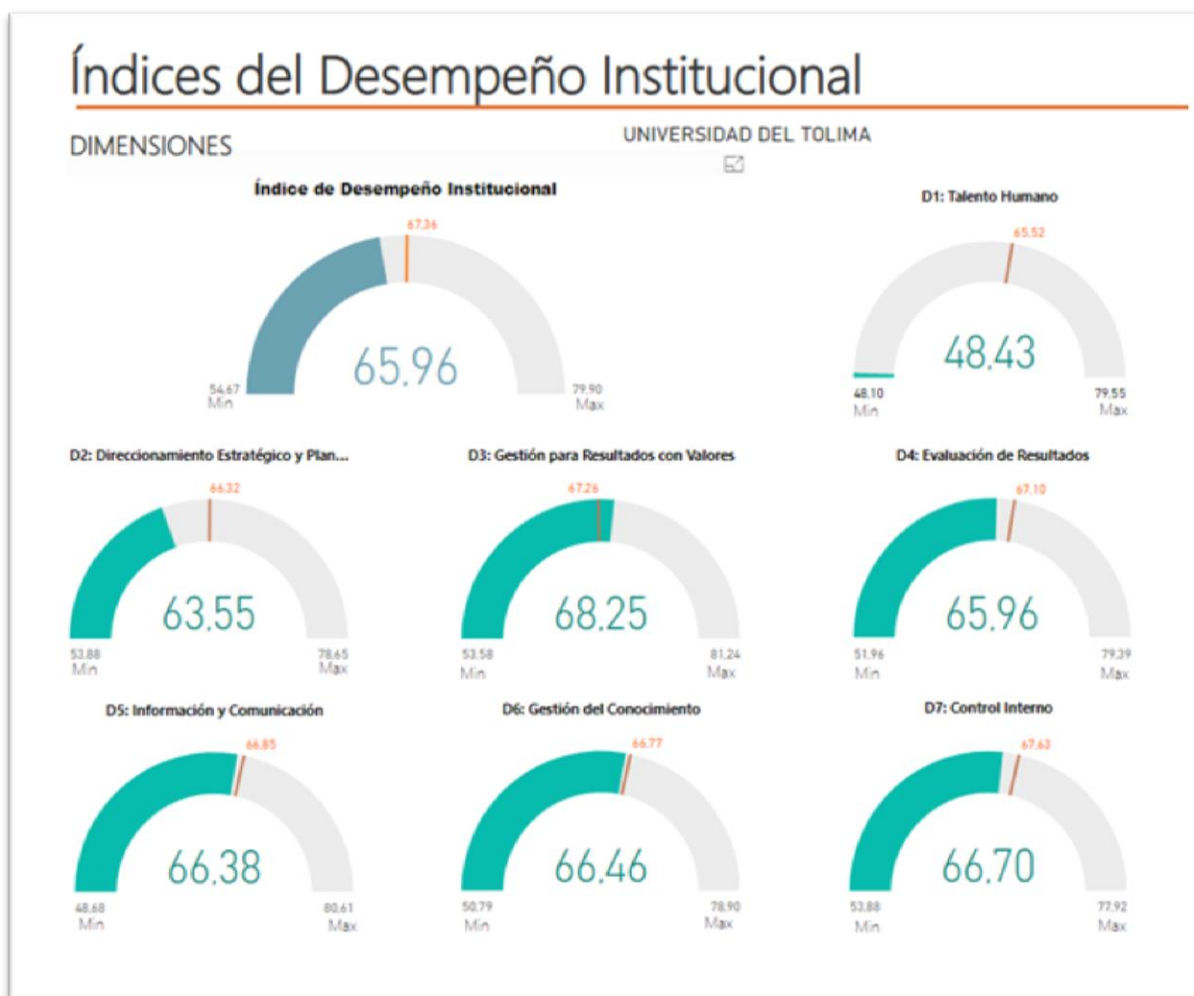 Índices del Desempeño Institucional
DIMENSIONES
UNIVERSIDAD DEL TOLIMA
Índice de Desempeño Institucional
67,36
65,96
54,67
Min
79,90
Max
D1: Talento Humano
65,52
48,43
48,10
Min
79,55
Max
D2: Direccionamiento Estratégico y Plan...
66,32
63,55
53,88
Min
78,65
Max
D3: Gestión para Resultados con Valores
67,26
68,25
53,58
Min
81,24
Max
D4: Evaluación de Resultados
67,10
65,96
51,96
Min
79,39
Max
D5: Información y Comunicación
66,85
66,38
48,68
Min
80,61
Max
D6: Gestión del Conocimiento
66,77
66,46
50,79
Min
78,90
Max
D7: Control Interno
67,63
66,70
53,88
Min
77,92
Max